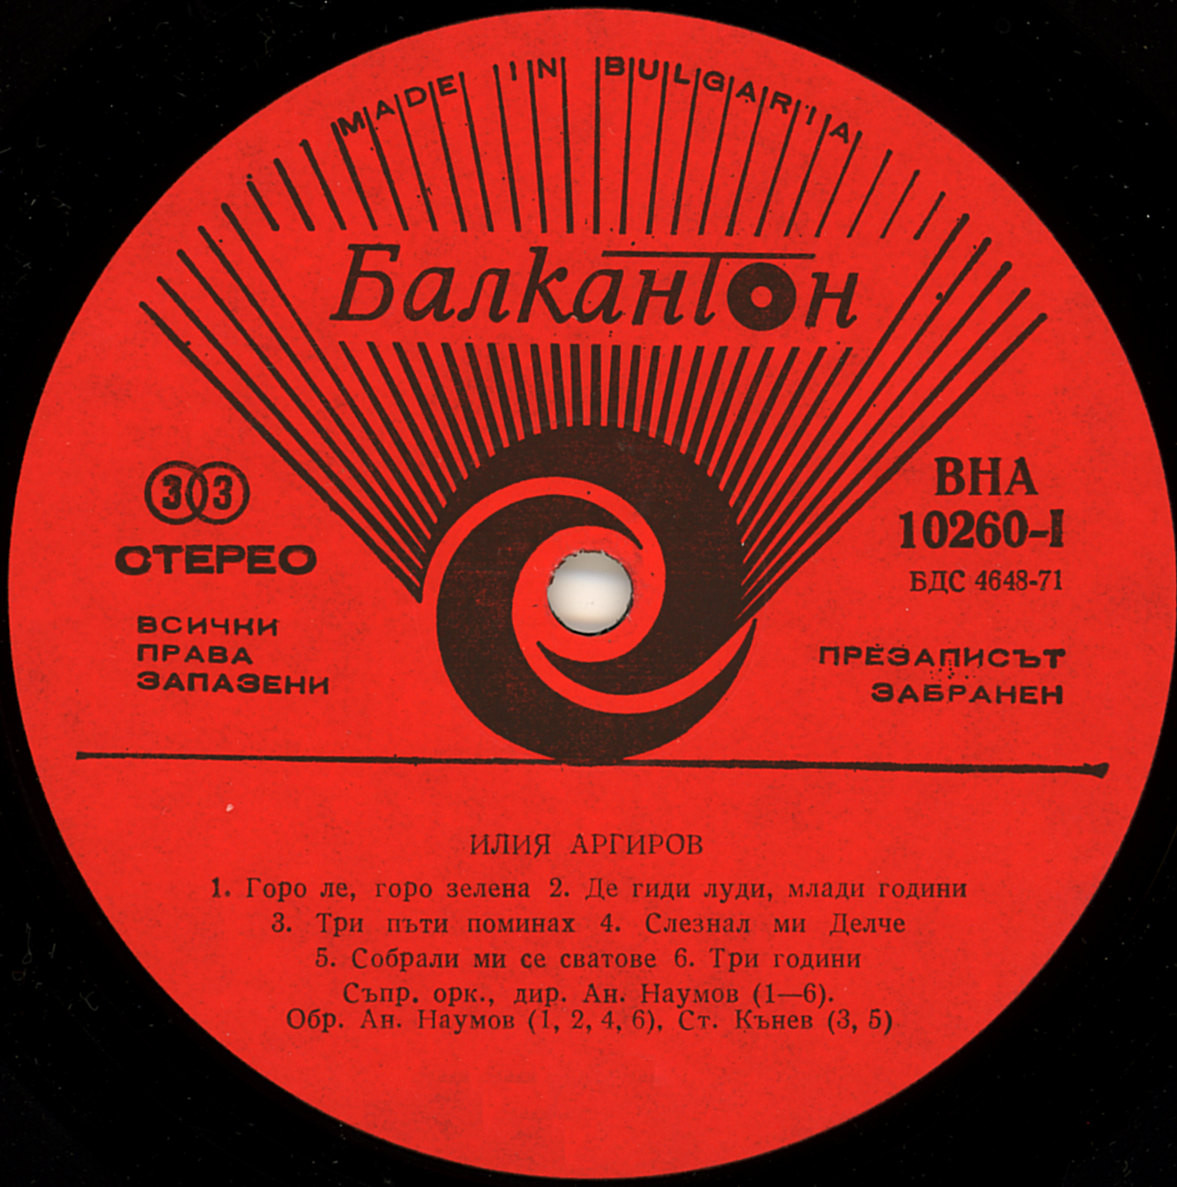 MADE IN BULGARIA
Балкантон
33
СТЕРЕО
ВСИЧКИ
ПРАВА
ЗАПАЗЕНИ
ВНА
10260-I
БДС 4648-71
ПРЕЗАПИСЪТ
ЗАБРАНЕН
ИЛИЯ АРГИРОВ
1. Горо ле, горо зелена 2. Де гиди луди, млади години
3. Три пъти поминах 4. Слезнал ми Делче
5. Собрали ми се сватове 6. Три години
Съпр. орк., дир. Ан. Наумов (1—6).
Обр. Ан. Наумов (1, 2, 4, 6), Ст. Кънев (3, 5)